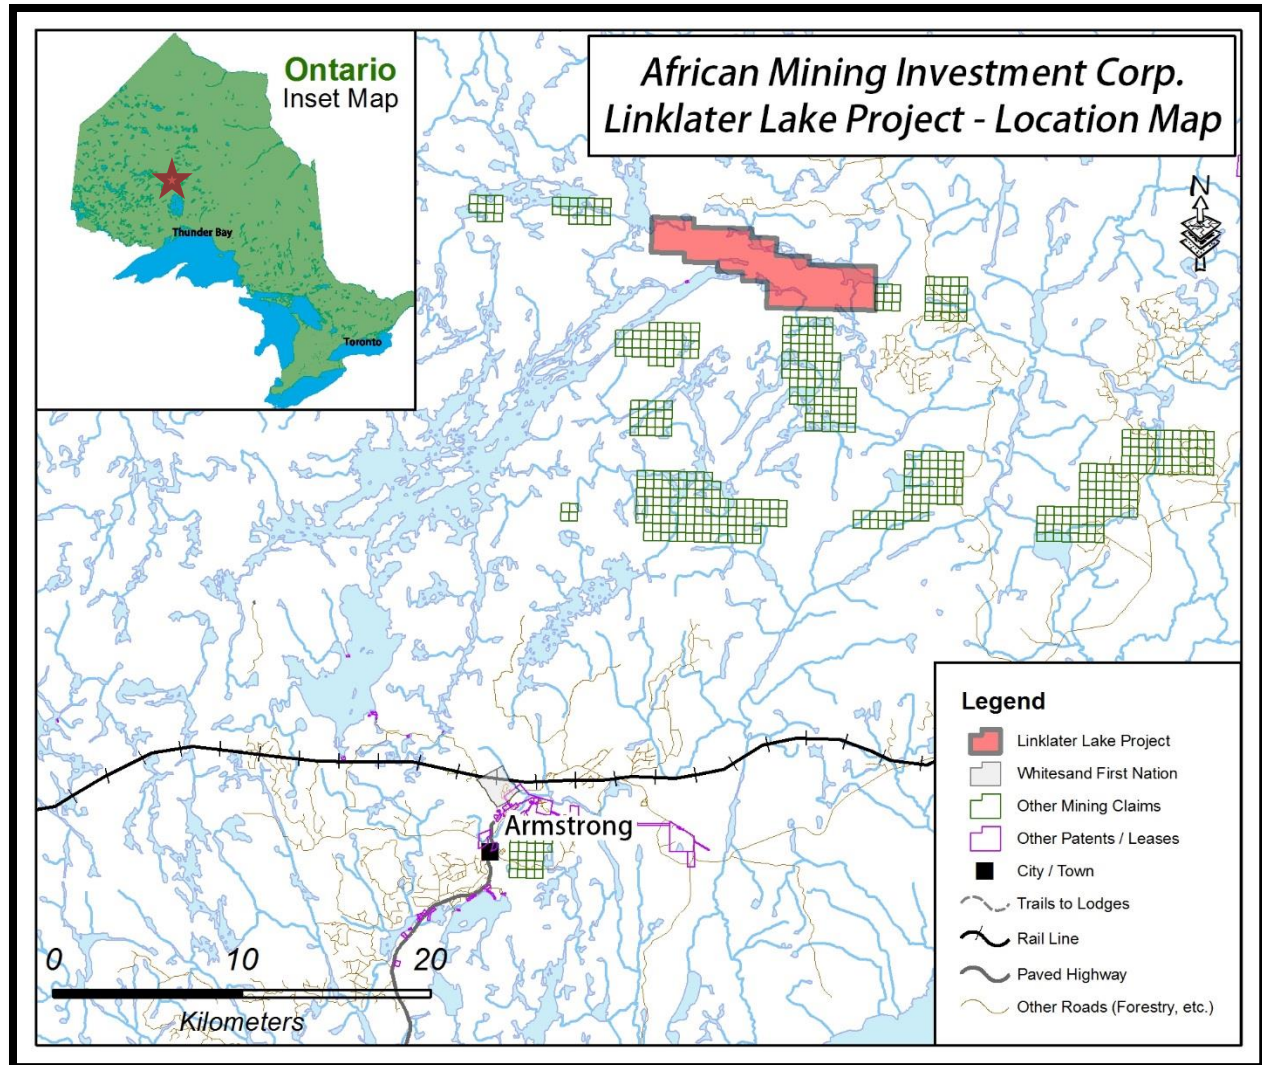 Ontario
Inset Map
Thunder Bay
Toronto
African Mining Investment Corp.
Linklater Lake Project - Location Map
N
Armstrong
0 10 20
Kilometers
Legend
Linklater Lake Project
Whitesand First Nation
Other Mining Claims
Other Patents / Leases
City / Town
Trails to Lodges
Rail Line
Paved Highway
Other Roads (Forestry, etc.)